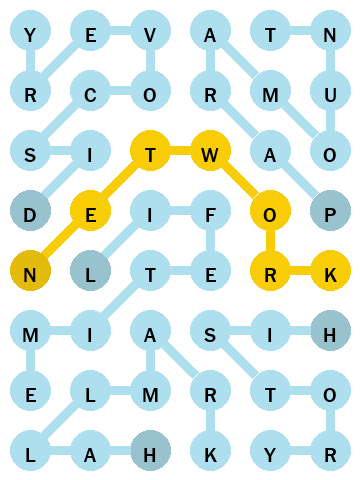 Y E V A T N
R C O R M U
S I T W A O
D E I F O P
N L T E R K
M I A S I H
E L M R T O
L A H K Y R